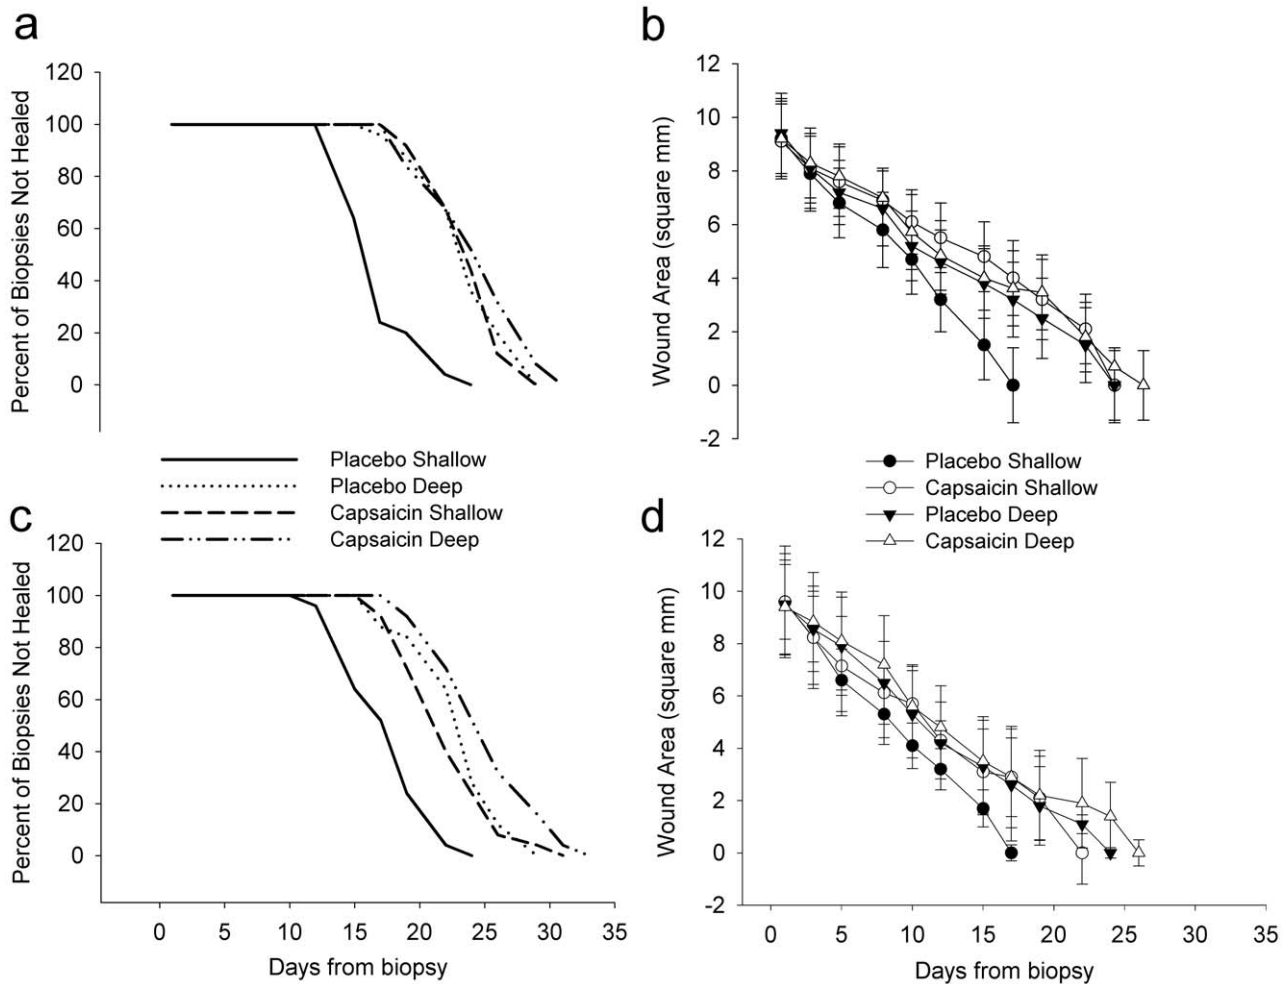 a
120
100
80
60
40
20
0
Percent of Biopsies Not Healed
b
12
10
8
6
4
2
0
-2
Wound Area (square mm)
Placebo Shallow
Placebo Deep
Capsaicin Shallow
Capsaicin Deep
Placebo Shallow
Capsaicin Shallow
Placebo Deep
Capsaicin Deep
c
120
100
80
60
40
20
0
Percent of Biopsies Not Healed
0 5 10 15 20 25 30 35
Days from biopsy
d
12
10
8
6
4
2
0
-2
Wound Area (square mm)
0 5 10 15 20 25 30 35
Days from biopsy